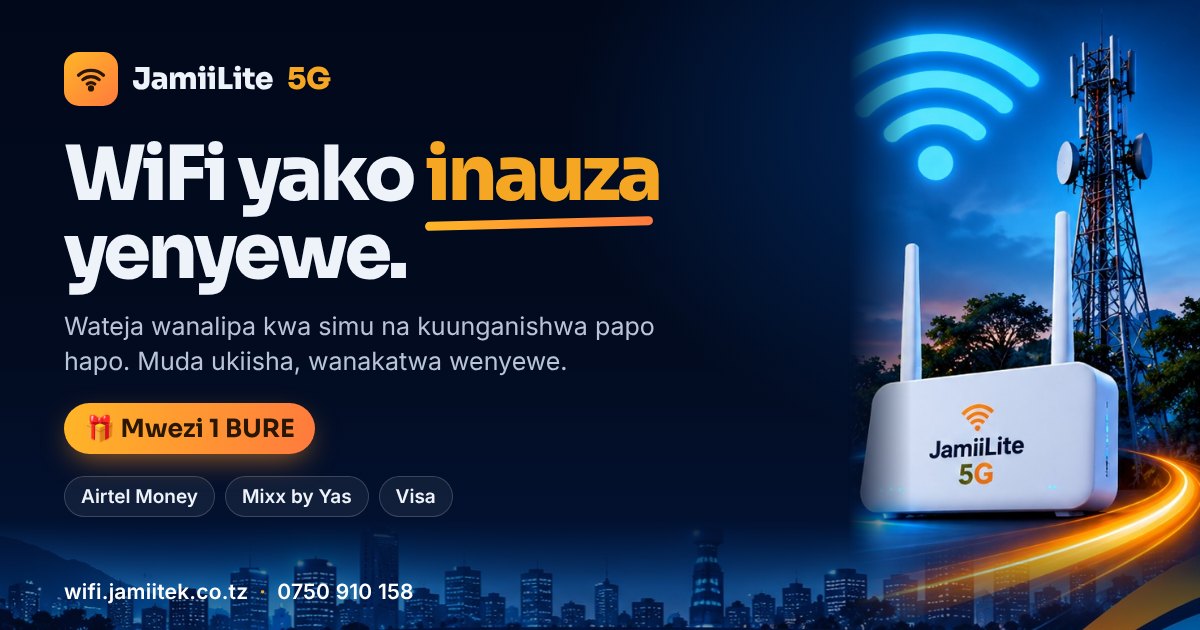 JamiiLite 5G
WiFi yako inauza
yenyewe.
Wateja wanalipa kwa simu na kuunganishwa papo
hapo. Muda ukiisha, wanakatwa wenyewe.
🎁 Mwezi 1 BURE
Airtel Money
Mixx by Yas
Visa
wifi.jamiitek.co.tz · 0750 910 158
JamiiLite
5G